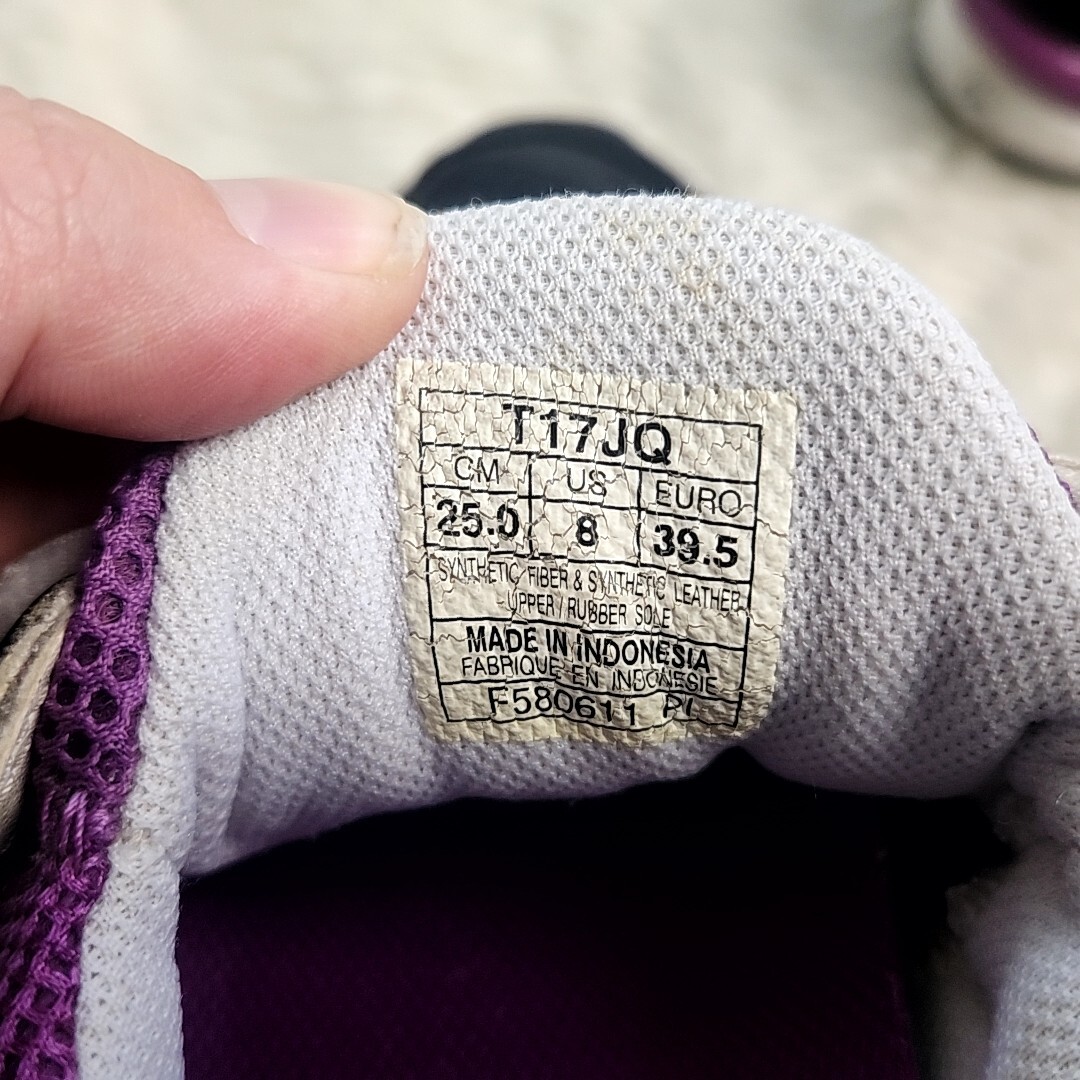 T17JQ
CM US EURO
25.0 8 39.5
SYNTHETIC FIBER & SYNTHETIC LEATHER
UPPER / RUBBER SOLE
MADE IN INDONESIA
FABRIQUE EN INDONESIE
F580611 PI